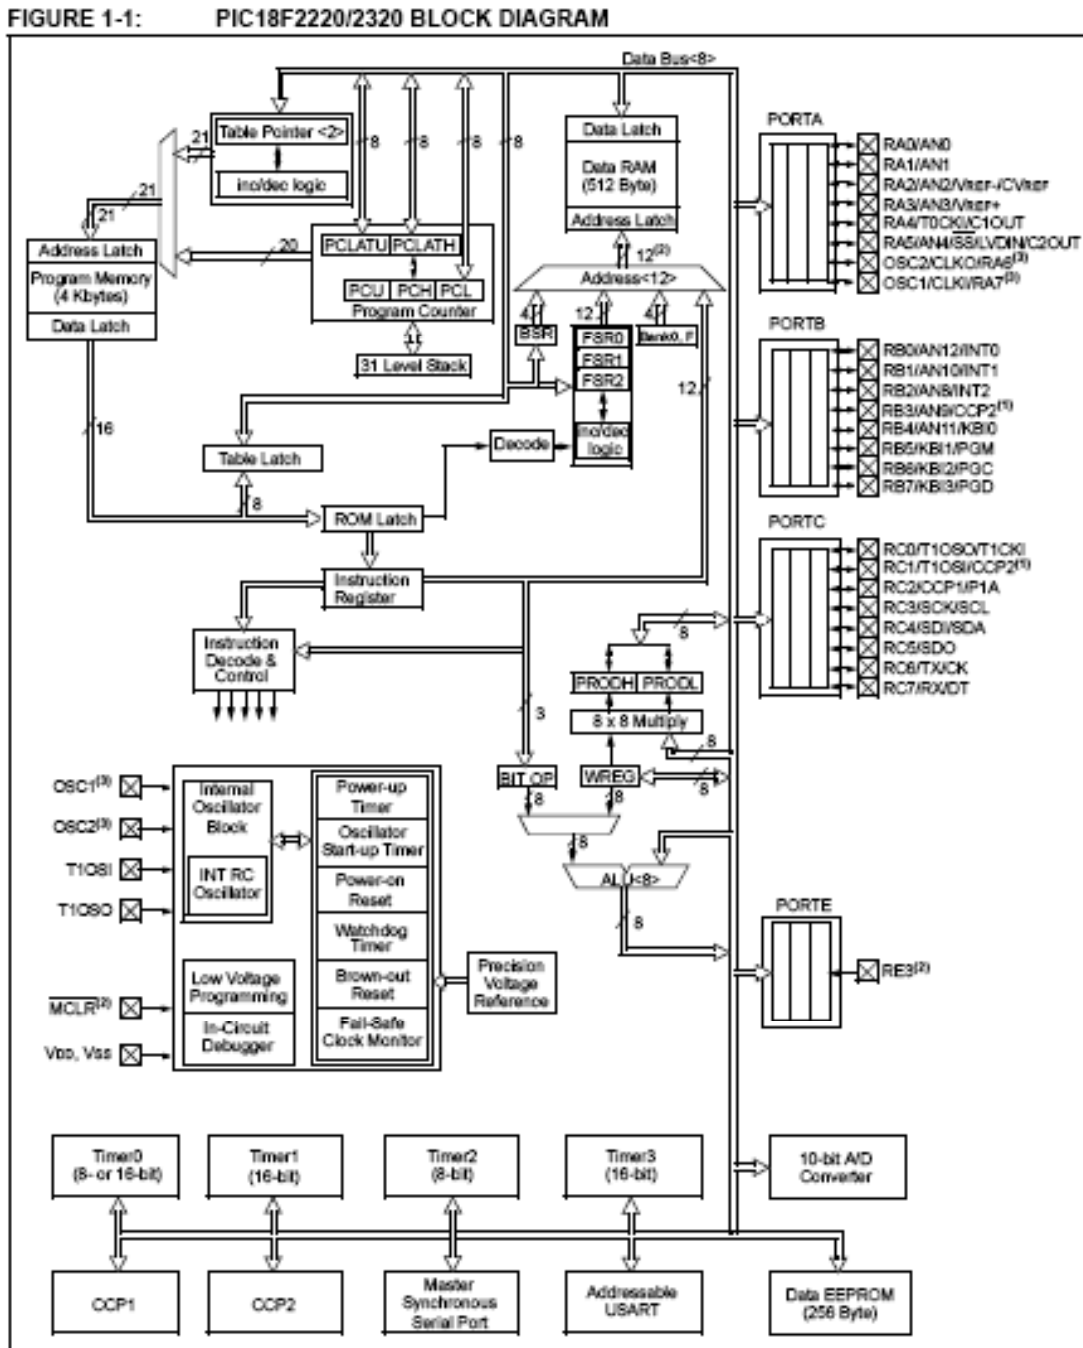 FIGURE 1-1: PIC18F2220/2320 BLOCK DIAGRAM
Data Bus<8>
Table Pointer <2>
inc/dec logic
21
21
21
20
8
8
8
8
Address Latch
Program Memory
(4 Kbytes)
Data Latch
16
PCLATU PCLATH
PCU PCH PCL
Program Counter
31 Level Stack
Data Latch
Data RAM
(512 Byte)
Address Latch
12(2)
Address<12>
4
12
4
BSR
FSR0
FSR1
FSR2
Bank0, F
inc/dec
logic
12
Decode
Table Latch
8
ROM Latch
Instruction
Register
Instruction
Decode &
Control
8
PRODH PRODL
8 x 8 Multiply
3
8
BIT OP
WREG
8
8
8
8
ALU<8>
8
PORTA
RA0/AN0
RA1/AN1
RA2/AN2/VREF-/CVREF
RA3/AN3/VREF+
RA4/T0CKI/C1OUT
RA5/AN4/SS/LVDIN/C2OUT
OSC2/CLKO/RA6(3)
OSC1/CLKI/RA7(3)
PORTB
RB0/AN12/INT0
RB1/AN10/INT1
RB2/AN8/INT2
RB3/AN9/CCP2(1)
RB4/AN11/KBI0
RB5/KBI1/PGM
RB6/KBI2/PGC
RB7/KBI3/PGD
PORTC
RC0/T1OSO/T1CKI
RC1/T1OSI/CCP2(1)
RC2/CCP1/P1A
RC3/SCK/SCL
RC4/SDI/SDA
RC5/SDO
RC6/TX/CK
RC7/RX/DT
PORTE
RE3(2)
OSC1(3)
OSC2(3)
T1OSI
T1OSO
MCLR(2)
VDD, VSS
Internal
Oscillator
Block
INT RC
Oscillator
Low Voltage
Programming
In-Circuit
Debugger
Power-up
Timer
Oscillator
Start-up Timer
Power-on
Reset
Watchdog
Timer
Brown-out
Reset
Fail-Safe
Clock Monitor
Precision
Voltage
Reference
Timer0
(8- or 16-bit)
Timer1
(16-bit)
Timer2
(8-bit)
Timer3
(16-bit)
10-bit A/D
Converter
CCP1
CCP2
Master
Synchronous
Serial Port
Addressable
USART
Data EEPROM
(256 Byte)